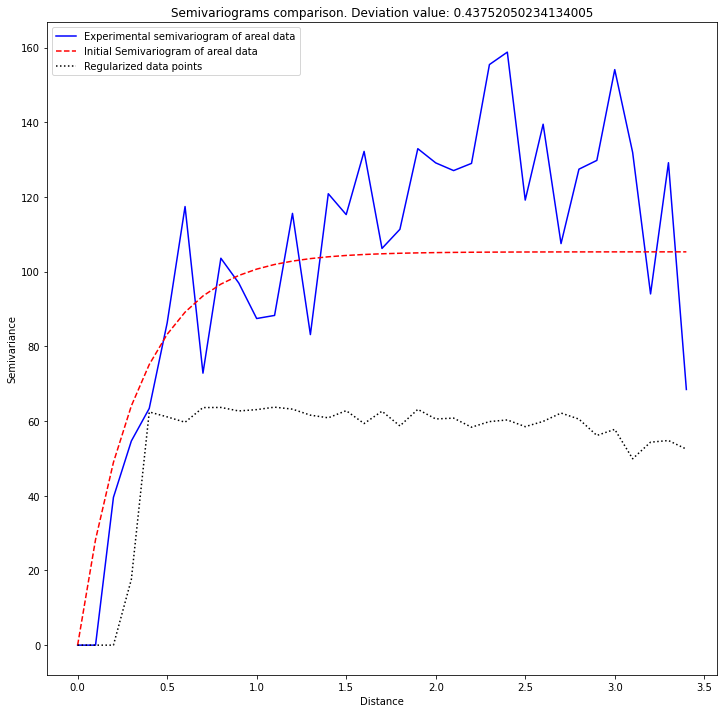 Semivariograms comparison. Deviation value: 0.43752050234134005
Experimental semivariogram of areal data
Initial Semivariogram of areal data
Regularized data points
Semivariance
160
140
120
100
80
60
40
20
0
0.0 0.5 1.0 1.5 2.0 2.5 3.0 3.5
Distance